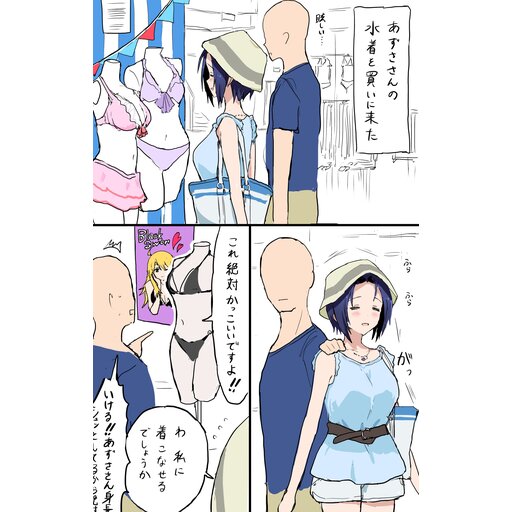 あずささんの
水着を買いに来た
眩しい…
ぷら
ぷら
がっ
これ絶対かっこいいですよ!!
Black
Swan
わ 私に
着こなせる
でしょうか
いける!!あずささん身長